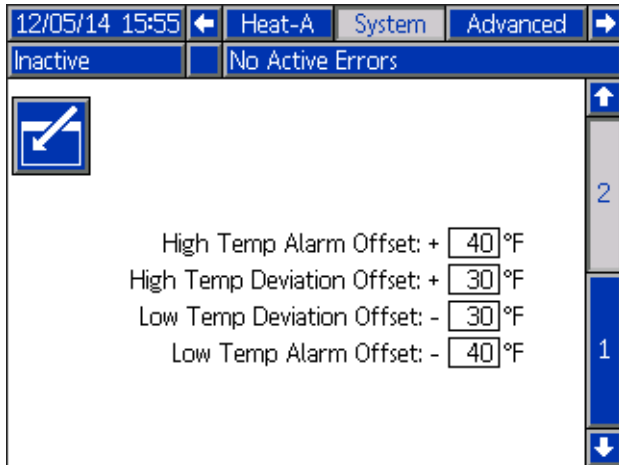 12/05/14 15:55 Heat-A System Advanced
Inactive No Active Errors
2
High Temp Alarm Offset: + 40 °F
High Temp Deviation Offset: + 30 °F
Low Temp Deviation Offset: - 30 °F
Low Temp Alarm Offset: - 40 °F
1